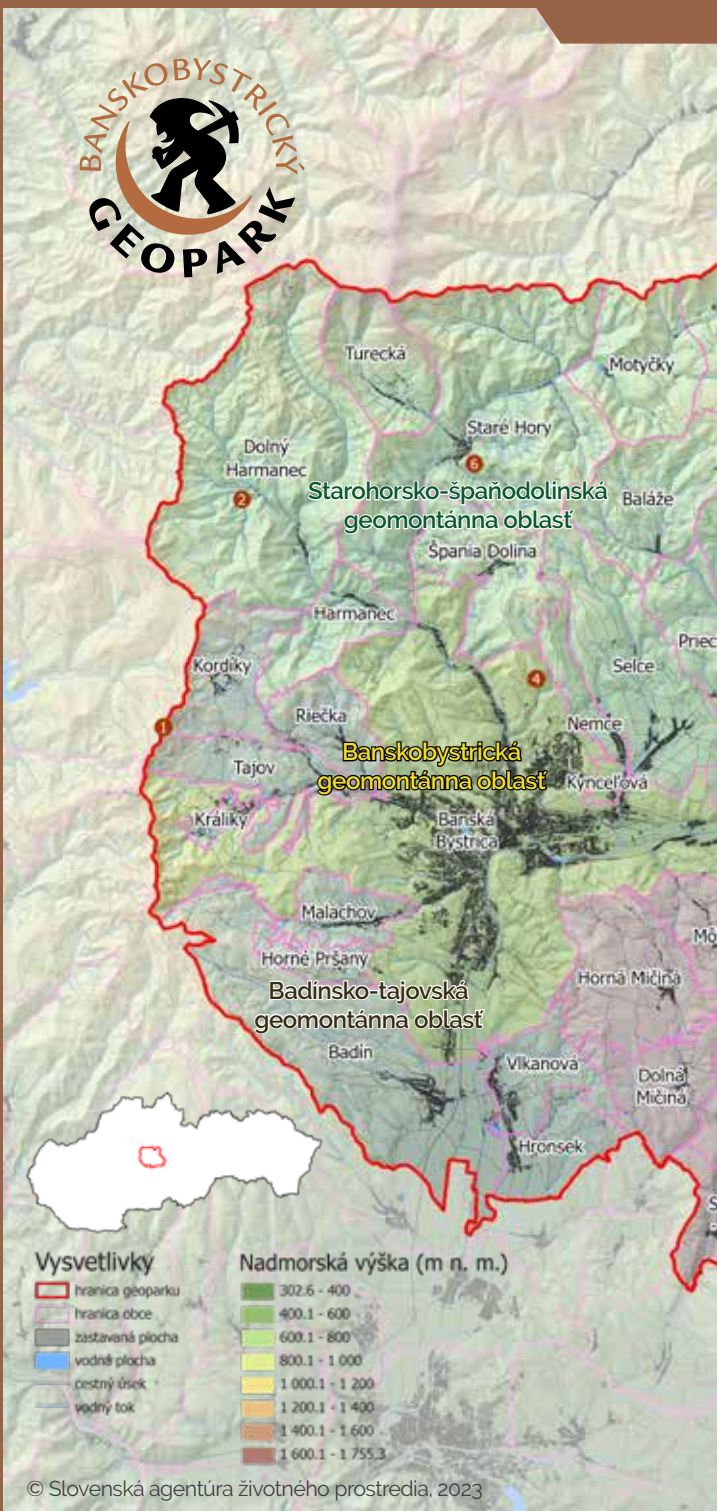 BANSKOBYSTRICKÝ
GEOPARK
Turecká
Motyčky
Staré Hory
6
Dolný
Harmanec
2
Starohorsko-španodolinská
geomontánna oblasť
Baláže
Špania Dolina
Harmanec
Kordíky
Selce
4
Riečka
Nemce
1
Banskobystrická
geomontánna oblasť
Tajov
Kynceľová
Králiky
Banská
Bystrica
Malachov
Horné Pršany
Horná Mičiná
Badínsko-tajovská
geomontánna oblasť
Badín
Vlkanová
Dolná
Mičiná
Hronsek
Vysvetlivky
hranica geoparku
hranica obce
zastavaná plocha
vodná plocha
cestný úsek
vodný tok
Nadmorská výška (m n. m.)
302.6 - 400
400.1 - 600
600.1 - 800
800.1 - 1 000
1 000.1 - 1 200
1 200.1 - 1 400
1 400.1 - 1 600
1 600.1 - 1 755.3
© Slovenská agentúra životného prostredia, 2023